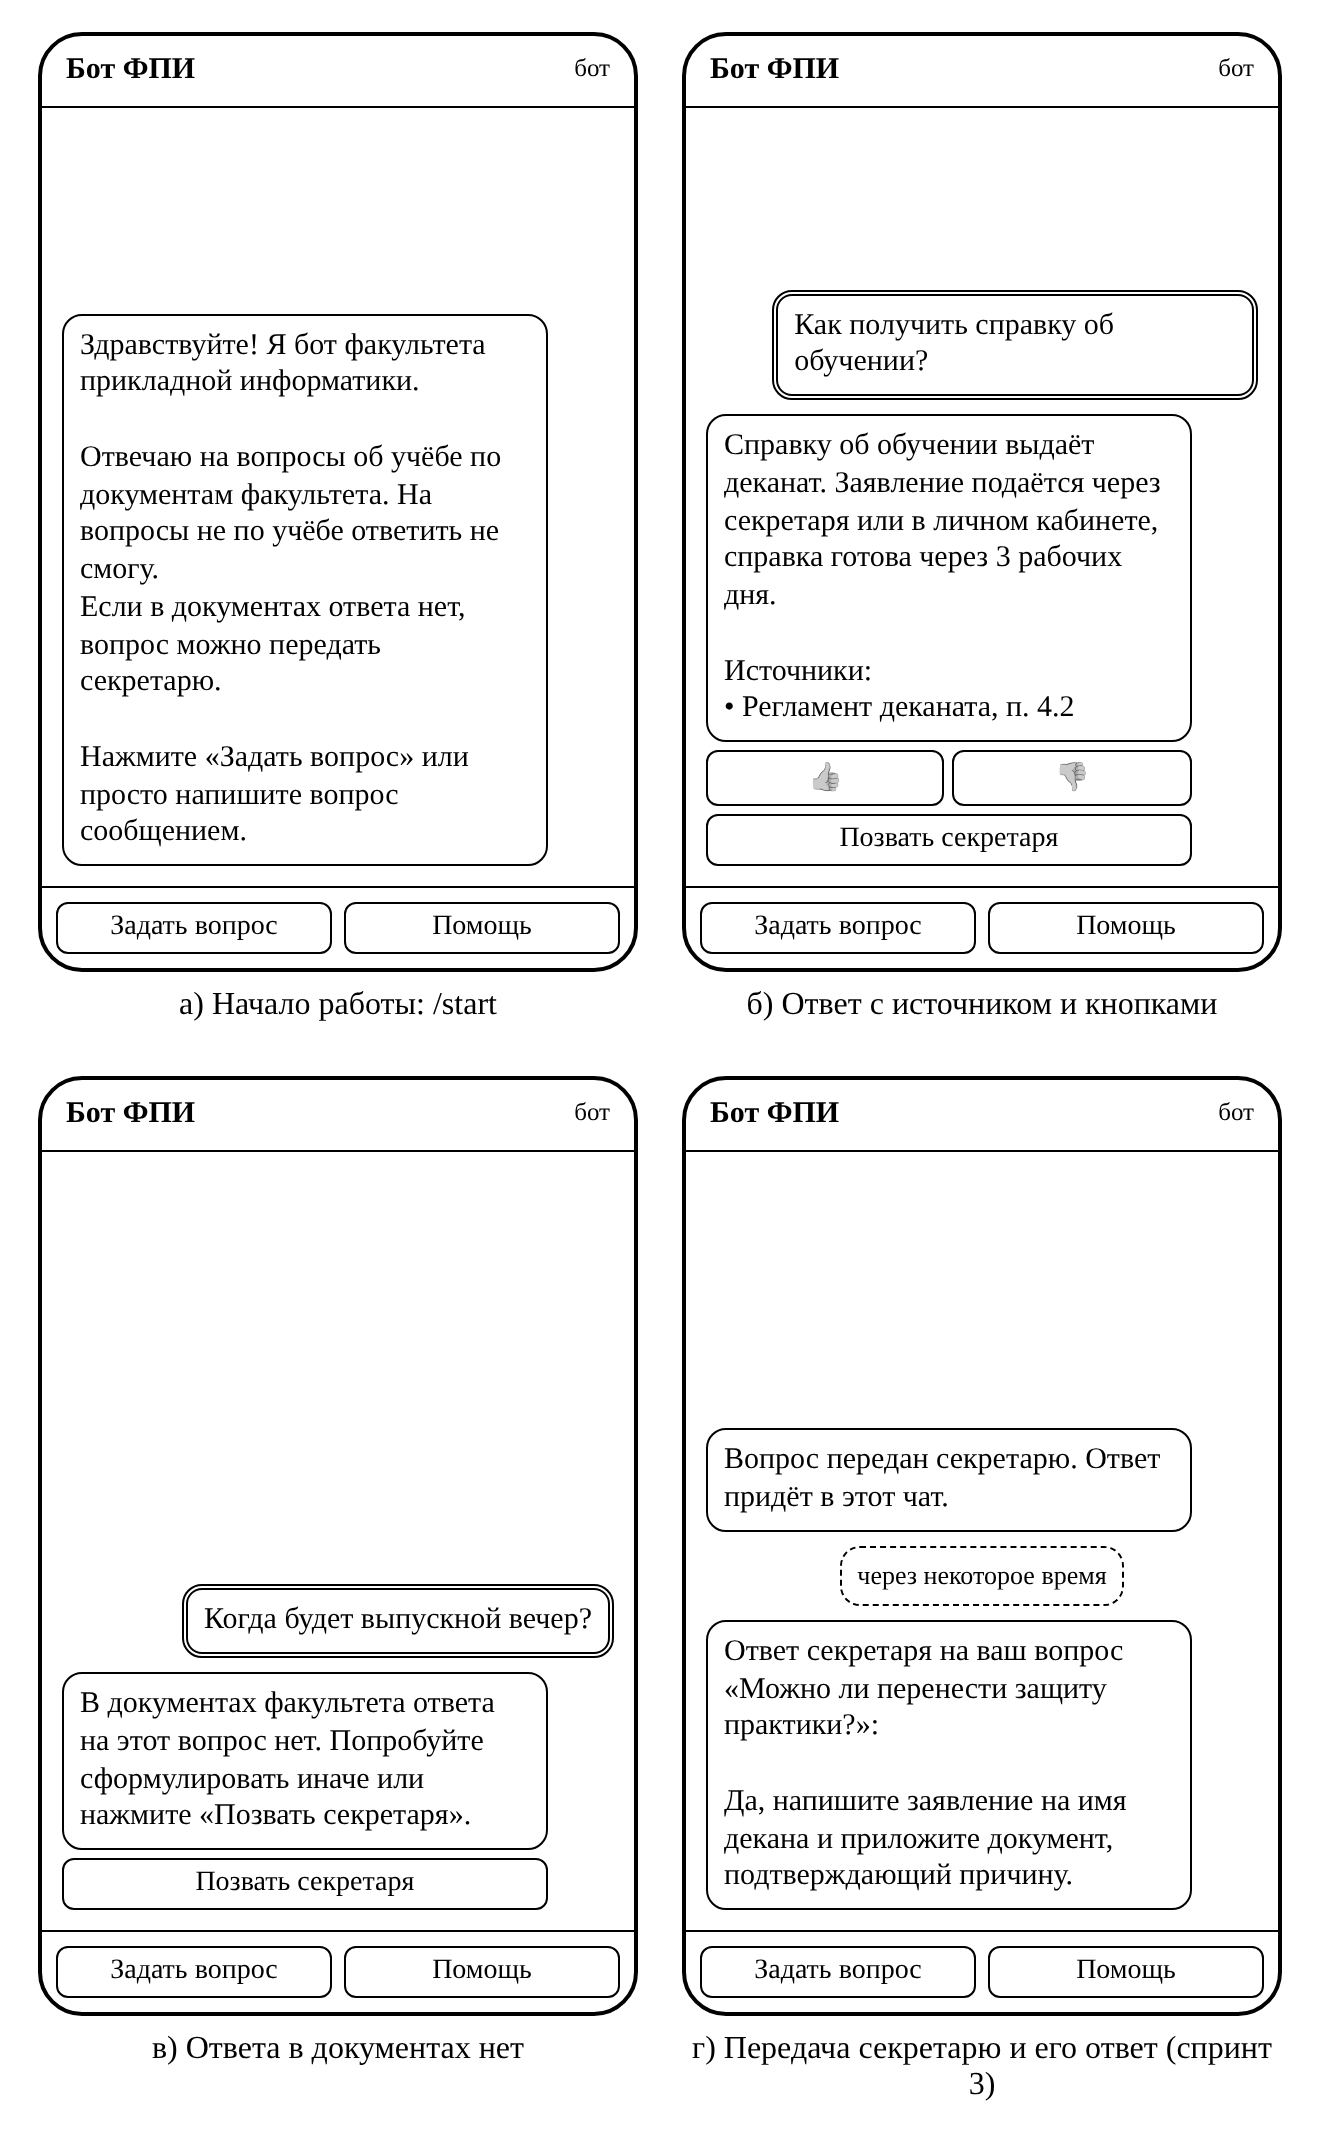 Бот ФПИ
бот
Здравствуйте! Я бот факультета
прикладной информатики.
Отвечаю на вопросы об учёбе по
документам факультета. На
вопросы не по учёбе ответить не
смогу.
Если в документах ответа нет,
вопрос можно передать
секретарю.
Нажмите «Задать вопрос» или
просто напишите вопрос
сообщением.
Задать вопрос
Помощь
а) Начало работы: /start
Бот ФПИ
бот
Как получить справку об
обучении?
Справку об обучении выдаёт
деканат. Заявление подаётся через
секретаря или в личном кабинете,
справка готова через 3 рабочих
дня.
Источники:
• Регламент деканата, п. 4.2
👍
👎
Позвать секретаря
Задать вопрос
Помощь
б) Ответ с источником и кнопками
Бот ФПИ
бот
Когда будет выпускной вечер?
В документах факультета ответа
на этот вопрос нет. Попробуйте
сформулировать иначе или
нажмите «Позвать секретаря».
Позвать секретаря
Задать вопрос
Помощь
в) Ответа в документах нет
Бот ФПИ
бот
Вопрос передан секретарю. Ответ
придёт в этот чат.
через некоторое время
Ответ секретаря на ваш вопрос
«Можно ли перенести защиту
практики?»:
Да, напишите заявление на имя
декана и приложите документ,
подтверждающий причину.
Задать вопрос
Помощь
г) Передача секретарю и его ответ (спринт
3)